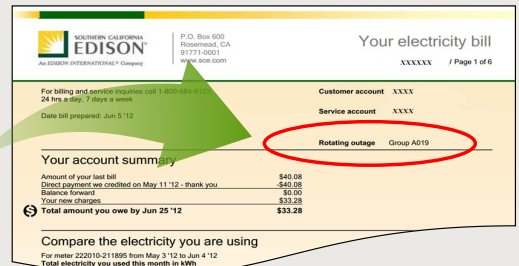 SOUTHERN CALIFORNIA
EDISON®
An EDISON INTERNATIONAL® Company
P.O. Box 600
Rosemead, CA
91771-0001
www.sce.com
Your electricity bill
xxxxxx / Page 1 of 6
For billing and service inquiries call 1-800-684-8123
24 hrs a day, 7 days a week
Date bill prepared: Jun 5 '12
Customer account XXXX
Service account XXXX
Rotating outage Group A019
Your account summary
Amount of your last bill $40.08
Direct payment we credited on May 11 '12 - thank you -$40.08
Balance forward $0.00
Your new charges $33.28
Total amount you owe by Jun 25 '12 $33.28
Compare the electricity you are using
For meter 222010-211895 from May 3 '12 to Jun 4 '12
Total electricity you used this month in kWh